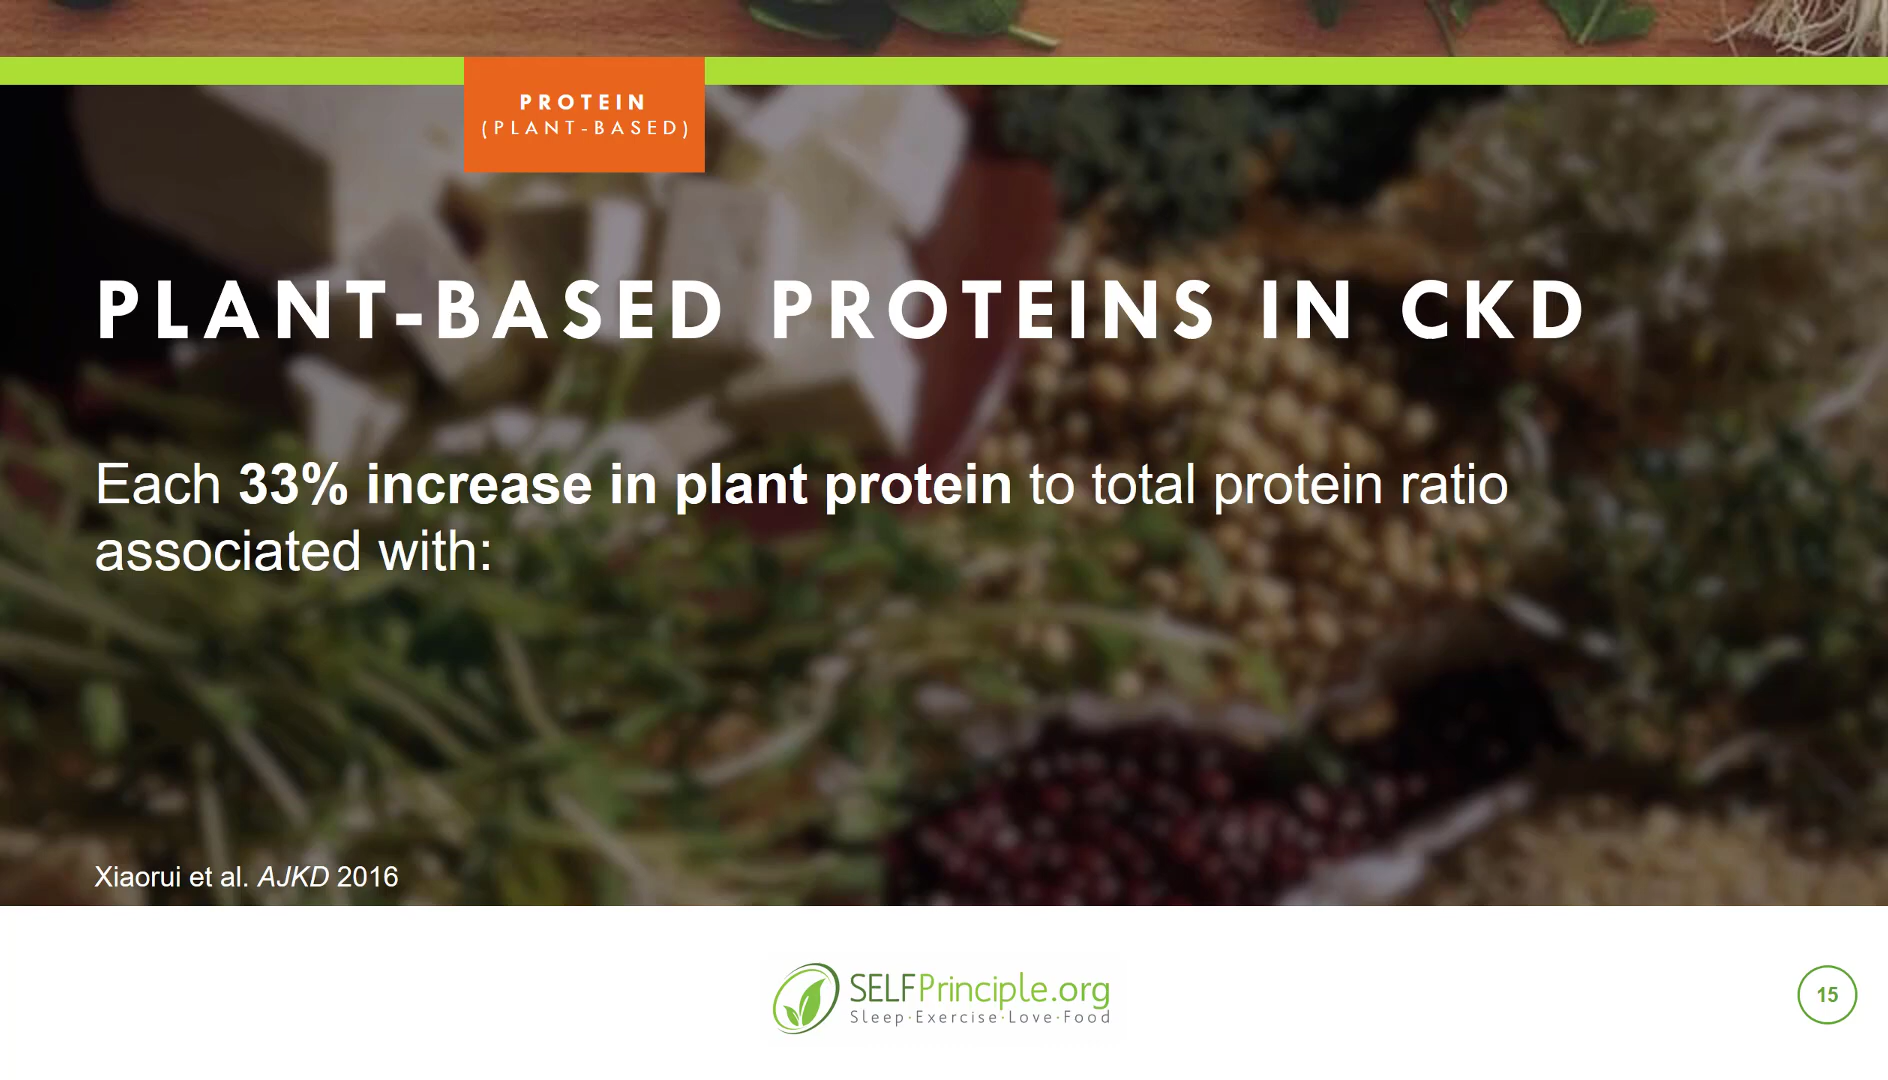 PROTEIN
(PLANT-BASED)
PLANT-BASED PROTEINS IN CKD
Each 33% increase in plant protein to total protein ratio
associated with:
Xiaorui et al. AJKD 2016
SELFPrinciple.org
Sleep·Exercise·Love·Food
15